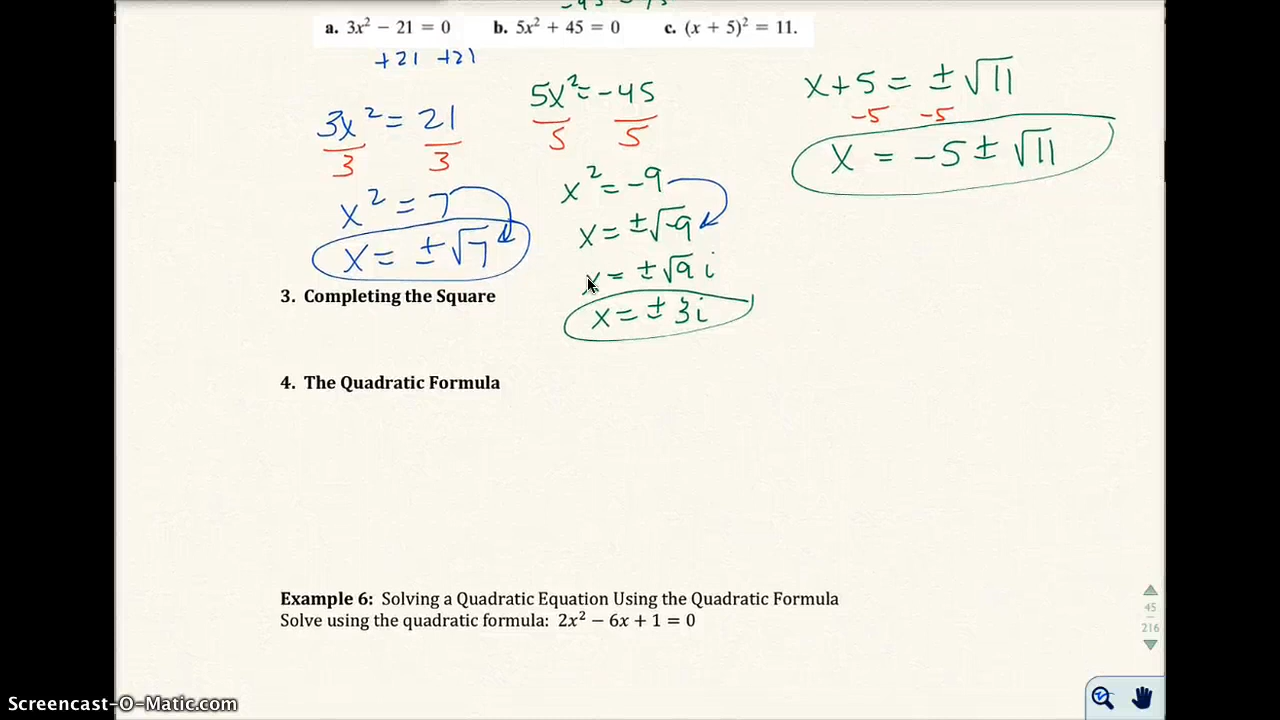 -45 -45
a. 3x² − 21 = 0 b. 5x² + 45 = 0 c. (x + 5)² = 11.
+21 +21
3x² = 21
3 3
x² = 7
x = ±√7
5x² = -45
5 5
x² = -9
x = ±√-9
x = ±√9 i
x = ± 3i
x+5 = ±√11
-5 -5
x = -5 ± √11
3. Completing the Square
4. The Quadratic Formula
Example 6: Solving a Quadratic Equation Using the Quadratic Formula
Solve using the quadratic formula: 2x² − 6x + 1 = 0
45
216
Screencast-O-Matic.com